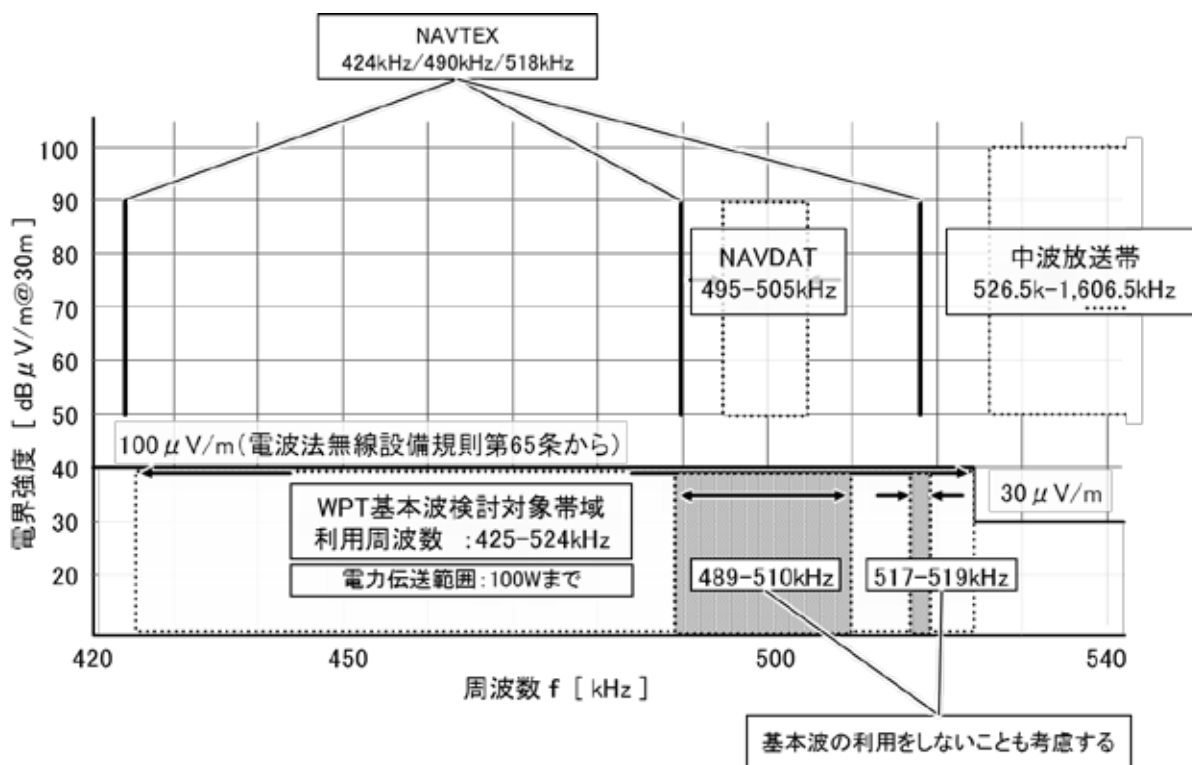 NAVTEX
424kHz/490kHz/518kHz
100
90
80
70
60
50
40
30
20
電界強度 [ dBμV/m@30m ]
NAVDAT
495-505kHz
中波放送帯
526.5k-1,606.5kHz
100μV/m(電波法無線設備規則第65条から)
30μV/m
WPT基本波検討対象帯域
利用周波数 :425-524kHz
電力伝送範囲:100Wまで
489-510kHz
517-519kHz
420
450
500
540
周波数 f [ kHz ]
基本波の利用をしないことも考慮する